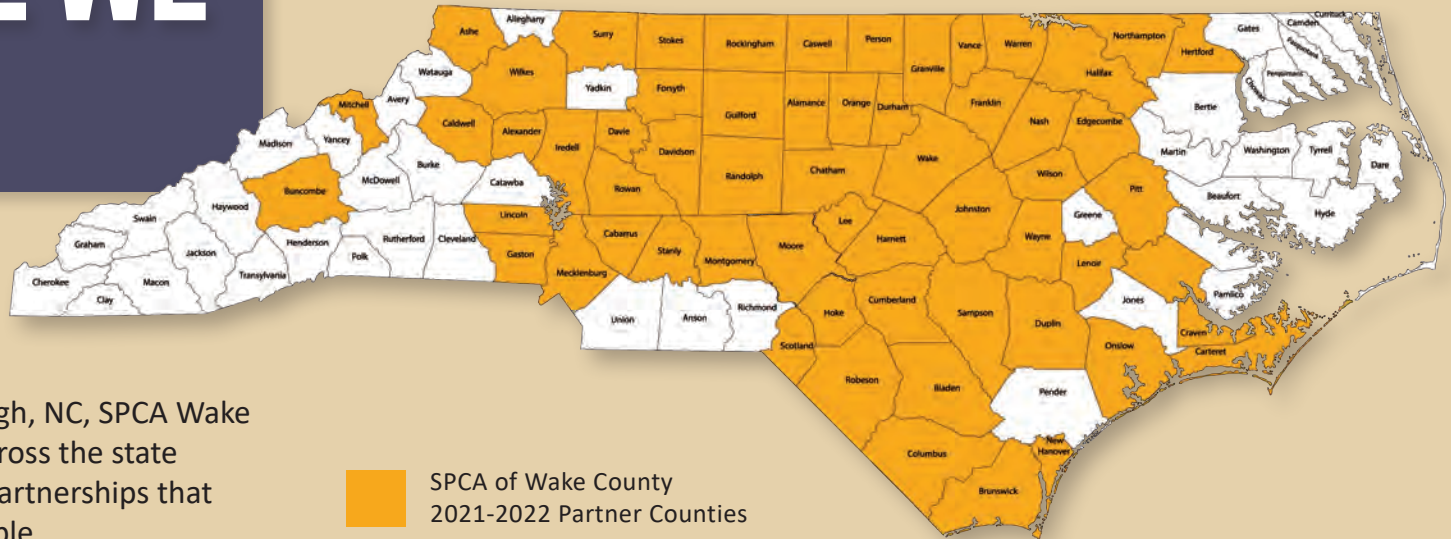 E WE
Alleghany
Ashe
Surry
Stokes
Rockingham
Caswell
Person
Vance
Warren
Northampton
Gates
Camden
Currituck
Hertford
Granville
Halifax
Watauga
Wilkes
Yadkin
Forsyth
Guilford
Alamance
Orange
Durham
Franklin
Bertie
Mitchell
Avery
Caldwell
Alexander
Iredell
Davie
Davidson
Nash
Edgecombe
Madison
Yancey
Burke
McDowell
Catawba
Rowan
Randolph
Chatham
Wake
Wilson
Martin
Washington
Tyrrell
Dare
Buncombe
Haywood
Swain
Lincoln
Pitt
Beaufort
Hyde
Graham
Jackson
Henderson
Polk
Rutherford
Cleveland
Gaston
Cabarrus
Stanly
Montgomery
Moore
Lee
Harnett
Johnston
Wayne
Greene
Lenoir
Cherokee
Macon
Clay
Transylvania
Mecklenburg
Union
Anson
Richmond
Scotland
Hoke
Cumberland
Sampson
Duplin
Jones
Craven
Pamlico
Onslow
Carteret
Robeson
Bladen
Pender
Columbus
New
Hanover
Brunswick
gh, NC, SPCA Wake
ross the state
artnerships that
ble
SPCA of Wake County
2021-2022 Partner Counties